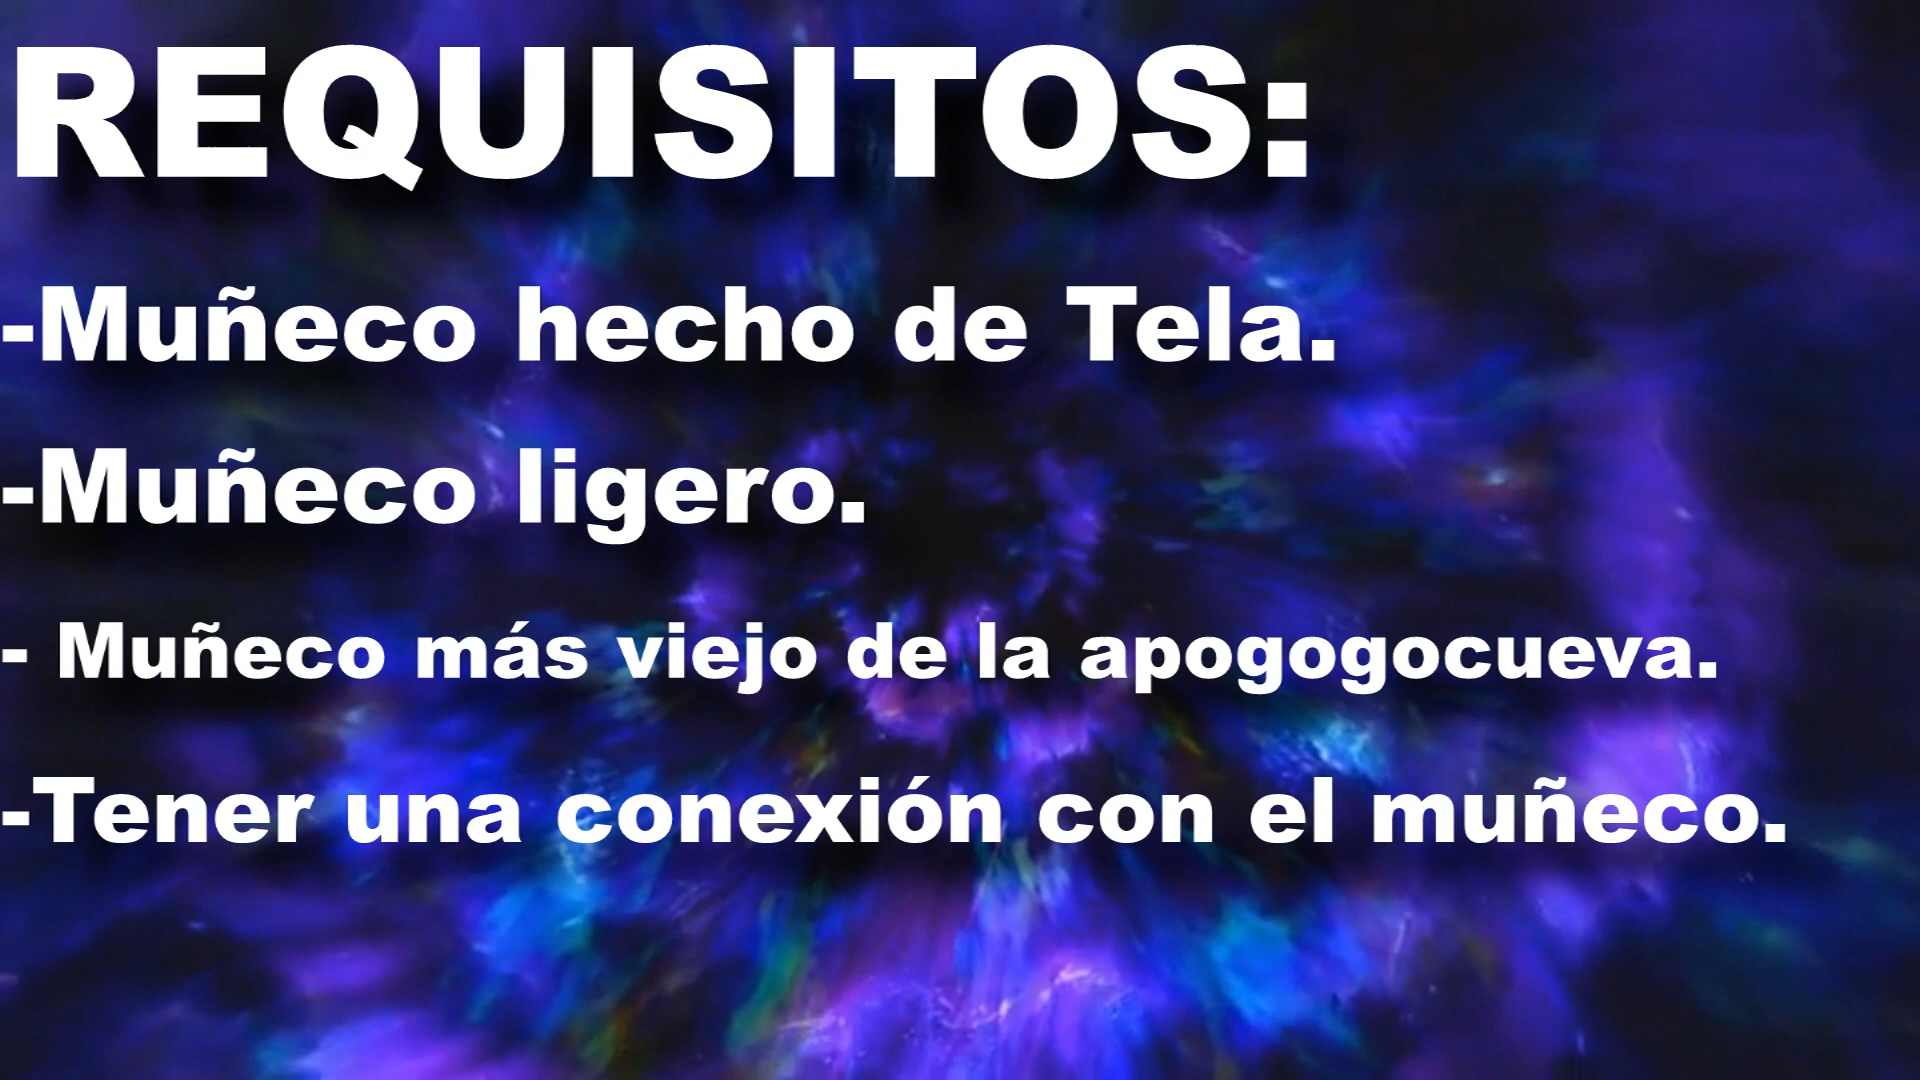 REQUISITOS:
-Muñeco hecho de Tela.
-Muñeco ligero.
- Muñeco más viejo de la apogogocueva.
-Tener una conexión con el muñeco.